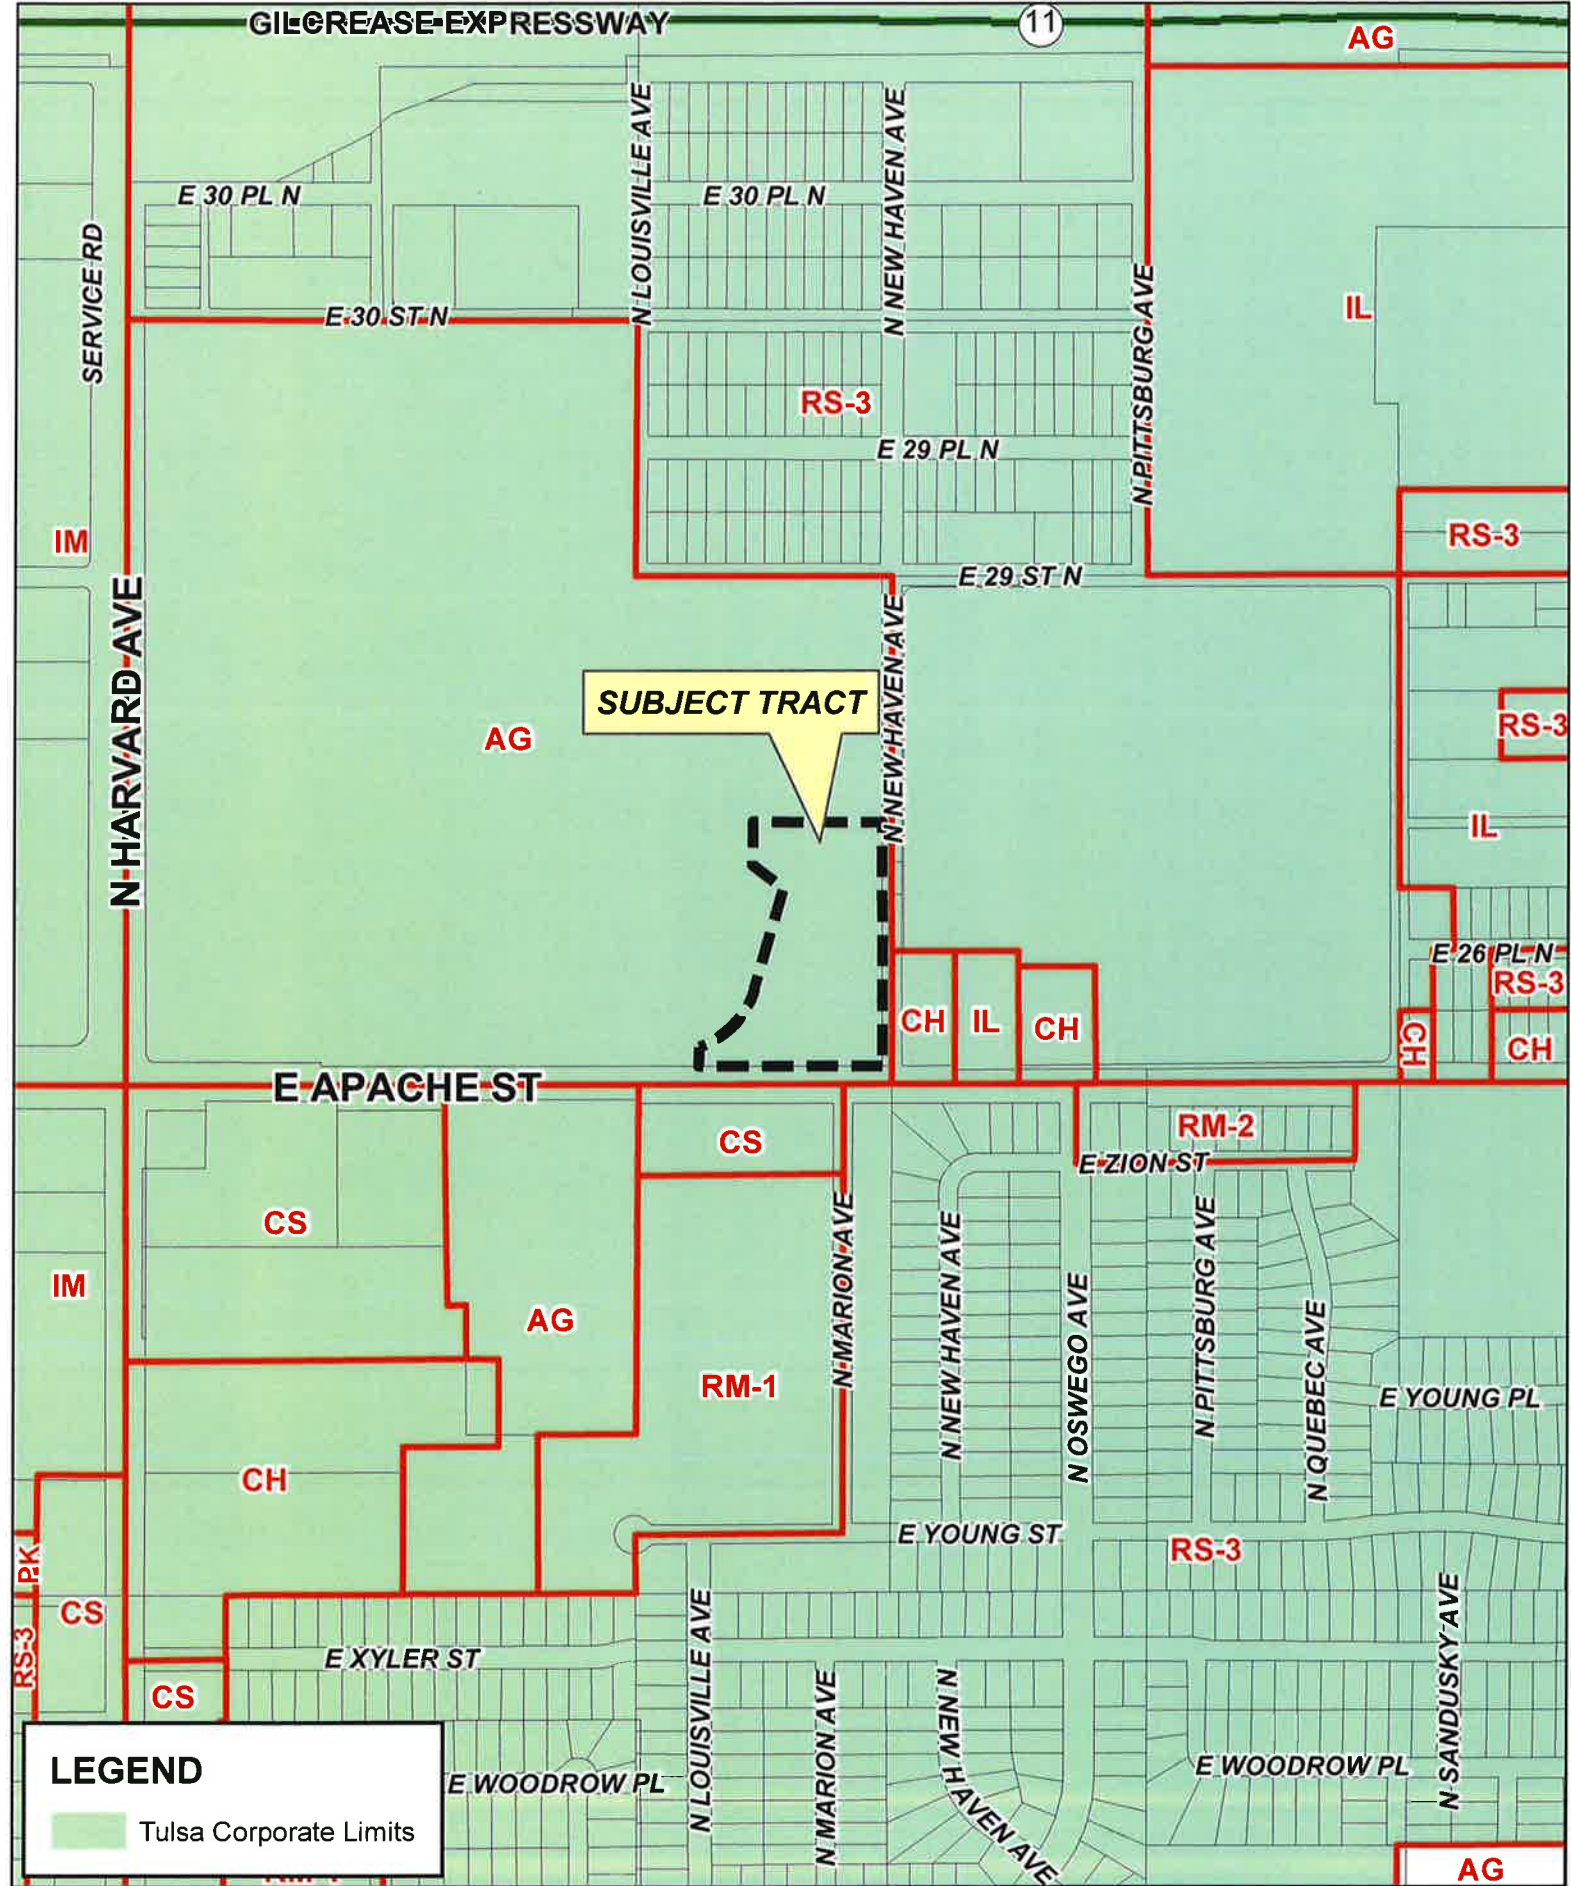 GILCREASE EXPRESSWAY
11
AG
N LOUISVILLE AVE
N NEW HAVEN AVE
E 30 PL N
E 30 PL N
SERVICE RD
N PITTSBURG AVE
IL
E 30 ST N
RS-3
E 29 PL N
IM
RS-3
E 29 ST N
N HARVARD AVE
N NEW HAVEN AVE
SUBJECT TRACT
AG
RS-3
IL
E 26 PL N
RS-3
CH
IL
CH
CH
CH
E APACHE ST
CS
RM-2
E ZION ST
CS
IM
AG
N MARION AVE
N NEW HAVEN AVE
N OSWEGO AVE
N PITTSBURG AVE
N QUEBEC AVE
RM-1
E YOUNG PL
CH
E YOUNG ST
RS-3
PK
CS
RS-3
E XYLER ST
N LOUISVILLE AVE
N MARION AVE
N NEW HAVEN AVE
N SANDUSKY AVE
CS
LEGEND
E WOODROW PL
E WOODROW PL
Tulsa Corporate Limits
AG